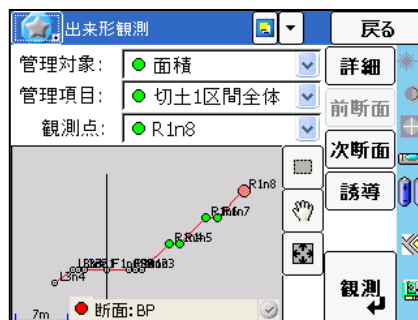 出来形観測
戻る
管理対象: 面積
詳細
管理項目: 切土1区間全体
前断面
観測点: R1n8
次断面
R1n8
誘導
L3n4
観測
7m
断面:BP